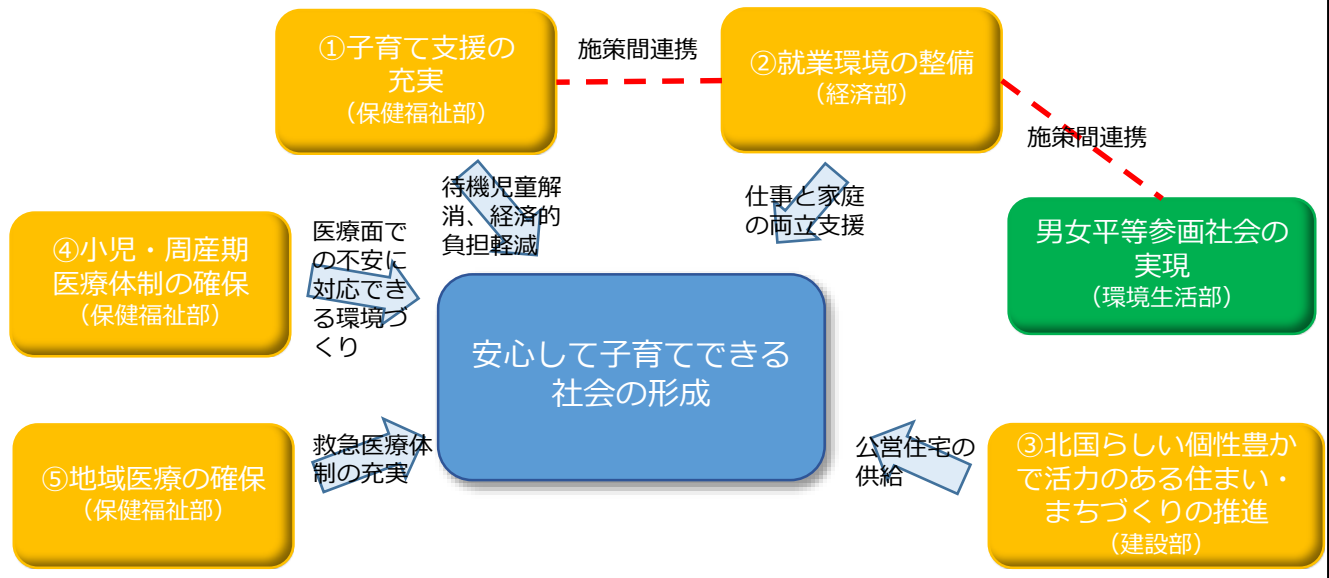 ①子育て支援の
充実
（保健福祉部）
施策間連携
②就業環境の整備
（経済部）
施策間連携
待機児童解
消、経済的
負担軽減
仕事と家庭
の両立支援
男女平等参画社会の
実現
（環境生活部）
④小児・周産期
医療体制の確保
（保健福祉部）
医療面で
の不安に
対応でき
る環境づ
くり
安心して子育てできる
社会の形成
⑤地域医療の確保
（保健福祉部）
救急医療体
制の充実
公営住宅の
供給
③北国らしい個性豊か
で活力のある住まい・
まちづくりの推進
（建設部）